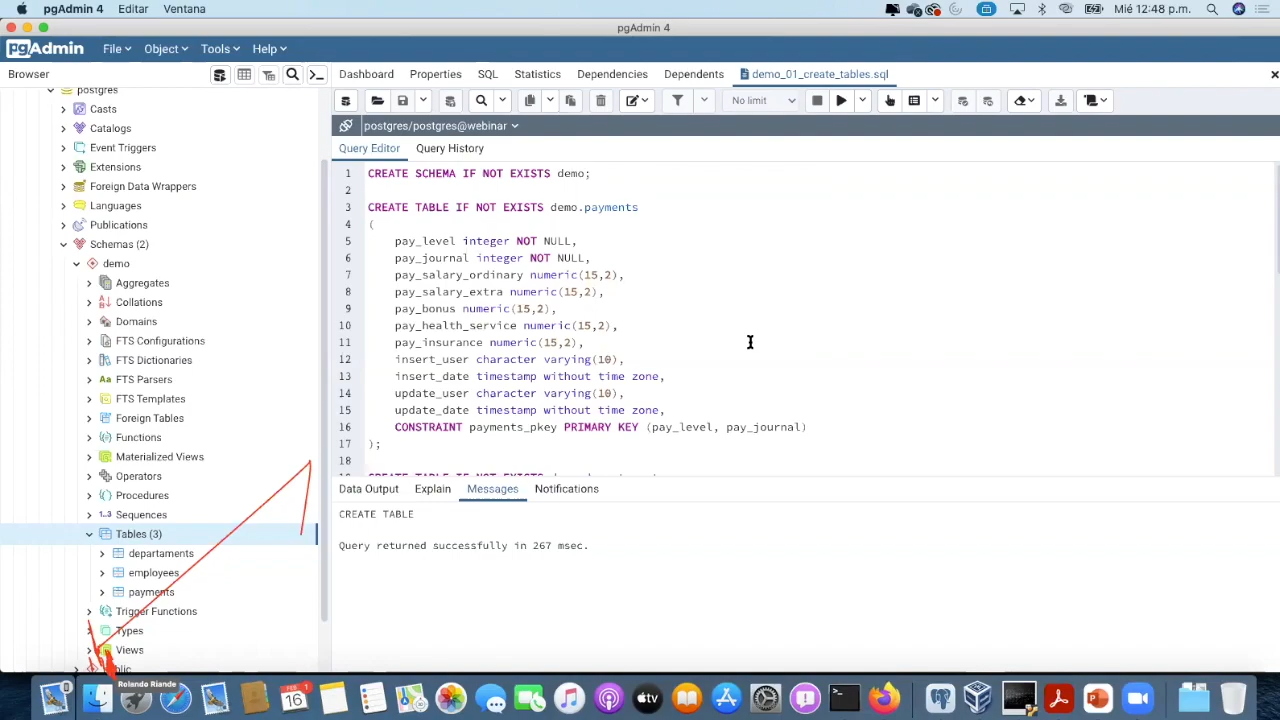 pgAdmin 4 Editar Ventana Mié 12:48 p.m.
pgAdmin 4
pgAdmin File Object Tools Help
Browser
Dashboard Properties SQL Statistics Dependencies Dependents demo_01_create_tables.sql
No limit
postgres/postgres@webinar
Query Editor Query History
postgres
Casts
Catalogs
Event Triggers
Extensions
Foreign Data Wrappers
Languages
Publications
Schemas (2)
demo
Aggregates
Collations
Domains
FTS Configurations
FTS Dictionaries
Aa FTS Parsers
FTS Templates
Foreign Tables
Functions
Materialized Views
Operators
Procedures
1..3 Sequences
Tables (3)
departaments
employees
payments
Trigger Functions
Types
Views
1 CREATE SCHEMA IF NOT EXISTS demo;
2
3 CREATE TABLE IF NOT EXISTS demo.payments
4 (
5 pay_level integer NOT NULL,
6 pay_journal integer NOT NULL,
7 pay_salary_ordinary numeric(15,2),
8 pay_salary_extra numeric(15,2),
9 pay_bonus numeric(15,2),
10 pay_health_service numeric(15,2),
11 pay_insurance numeric(15,2),
12 insert_user character varying(10),
13 insert_date timestamp without time zone,
14 update_user character varying(10),
15 update_date timestamp without time zone,
16 CONSTRAINT payments_pkey PRIMARY KEY (pay_level, pay_journal)
17 );
18
Data Output Explain Messages Notifications
CREATE TABLE
Query returned successfully in 267 msec.
Rolando Riande
FEB 16
tv